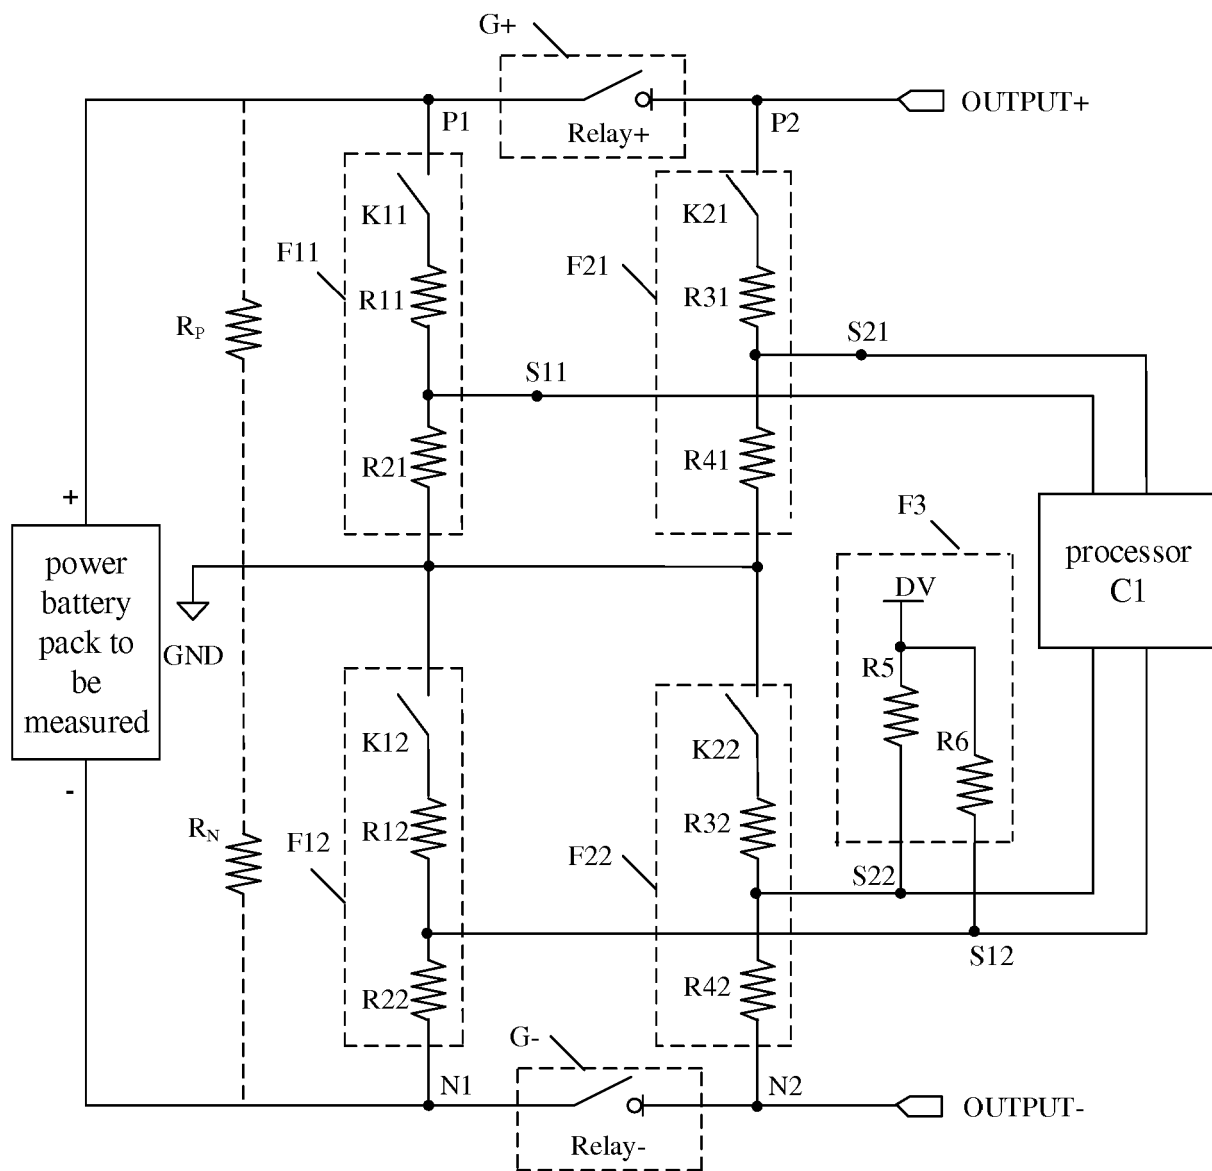 G+
OUTPUT+
P1
Relay+
P2
K11
K21
F11
F21
R11
R31
RP
S21
S11
R21
R41
+
F3
power
battery
pack to
be
measured
processor
C1
DV
GND
R5
K12
K22
R6
-
RN
R12
R32
F12
F22
S22
S12
R22
R42
G-
N1
N2
OUTPUT-
Relay-